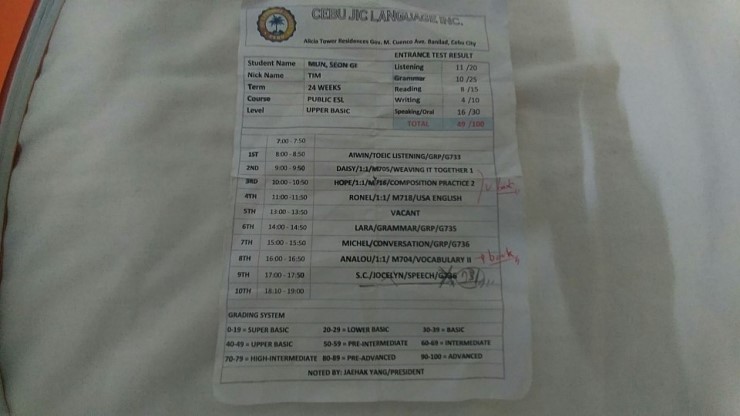 CEBU JIC LANGUAGE INC.
Alicia Tower Residences Gov. M. Cuenco Ave. Banilad, Cebu City
ENTRANCE TEST RESULT
Student Name MUN, SEON GI Listening 11 /20
Nick Name TIM Grammar 10 /25
Term 24 WEEKS Reading 8 /15
Course PUBLIC ESL Writing 4 /10
Level UPPER BASIC Speaking/Oral 16 /30
TOTAL 49 /100
7:00 - 7:50
1ST 8:00 - 8:50 AIWIN/TOEIC LISTENING/GRP/G733
2ND 9:00 - 9:50 DAISY/1:1/M705/WEAVING IT TOGETHER 1
3RD 10:00 - 10:50 HOPE/1:1/M716/COMPOSITION PRACTICE 2
4TH 11:00 - 11:50 RONEL/1:1/ M718/USA ENGLISH
5TH 13:00 - 13:50 VACANT
6TH 14:00 - 14:50 LARA/GRAMMAR/GRP/G735
7TH 15:00 - 15:50 MICHEL/CONVERSATION/GRP/G736
8TH 16:00 - 16:50 ANALOU/1:1/ M704/VOCABULARY II
9TH 17:00 - 17:50 S.C./JOCELYN/SPEECH/
10TH 18:10 - 19:00
GRADING SYSTEM
0-19 = SUPER BASIC 20-29 = LOWER BASIC 30-39 = BASIC
40-49 = UPPER BASIC 50-59 = PRE-INTERMEDIATE 60-69 = INTERMEDIATE
70-79 = HIGH-INTERMEDIATE 80-89 = PRE-ADVANCED 90-100 = ADVANCED
NOTED BY: JAEHAK YANG/PRESIDENT